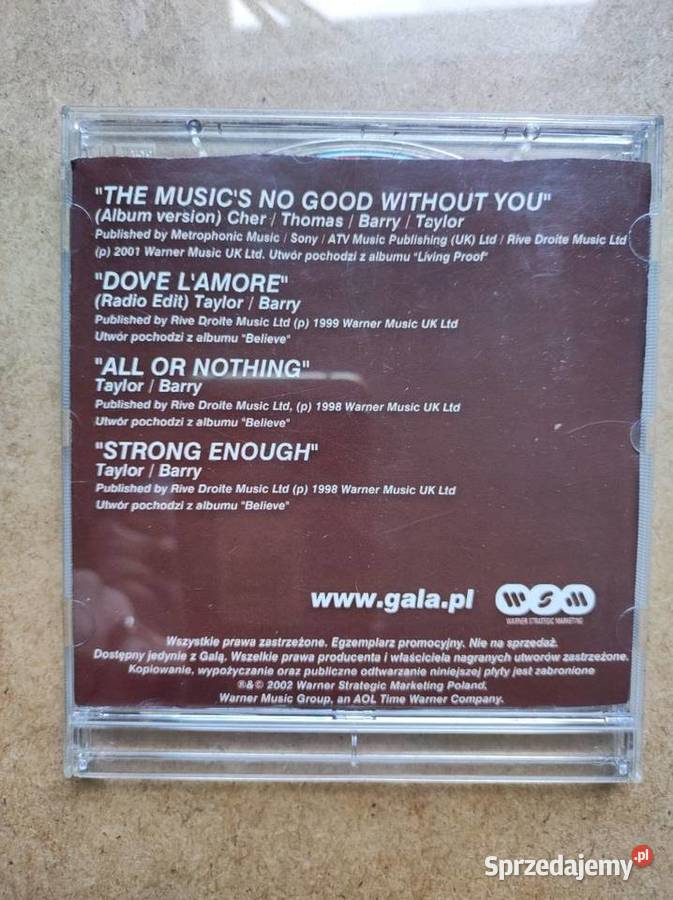 "THE MUSIC'S NO GOOD WITHOUT YOU"
(Album version) Cher / Thomas / Barry / Taylor
Published by Metrophonic Music / Sony / ATV Music Publishing (UK) Ltd / Rive Droite Music Ltd
(p) 2001 Warner Music UK Ltd. Utwór pochodzi z albumu "Living Proof"
"DOV'E L'AMORE"
(Radio Edit) Taylor / Barry
Published by Rive Droite Music Ltd (p) 1999 Warner Music UK Ltd
Utwór pochodzi z albumu "Believe"
"ALL OR NOTHING"
Taylor / Barry
Published by Rive Droite Music Ltd, (p) 1998 Warner Music UK Ltd
Utwór pochodzi z albumu "Believe"
"STRONG ENOUGH"
Taylor / Barry
Published by Rive Droite Music Ltd (p) 1998 Warner Music UK Ltd
Utwór pochodzi z albumu "Believe"
www.gala.pl
WSM
WARNER STRATEGIC MARKETING
Wszystkie prawa zastrzeżone. Egzemplarz promocyjny. Nie na sprzedaż.
Dostępny jedynie z Galą. Wszelkie prawa producenta i właściciela nagranych utworów zastrzeżone.
Kopiowanie, wypożyczanie oraz publiczne odtwarzanie niniejszej płyty jest zabronione
®&© 2002 Warner Strategic Marketing Poland,
Warner Music Group, an AOL Time Warner Company.
Sprzedajemy.pl